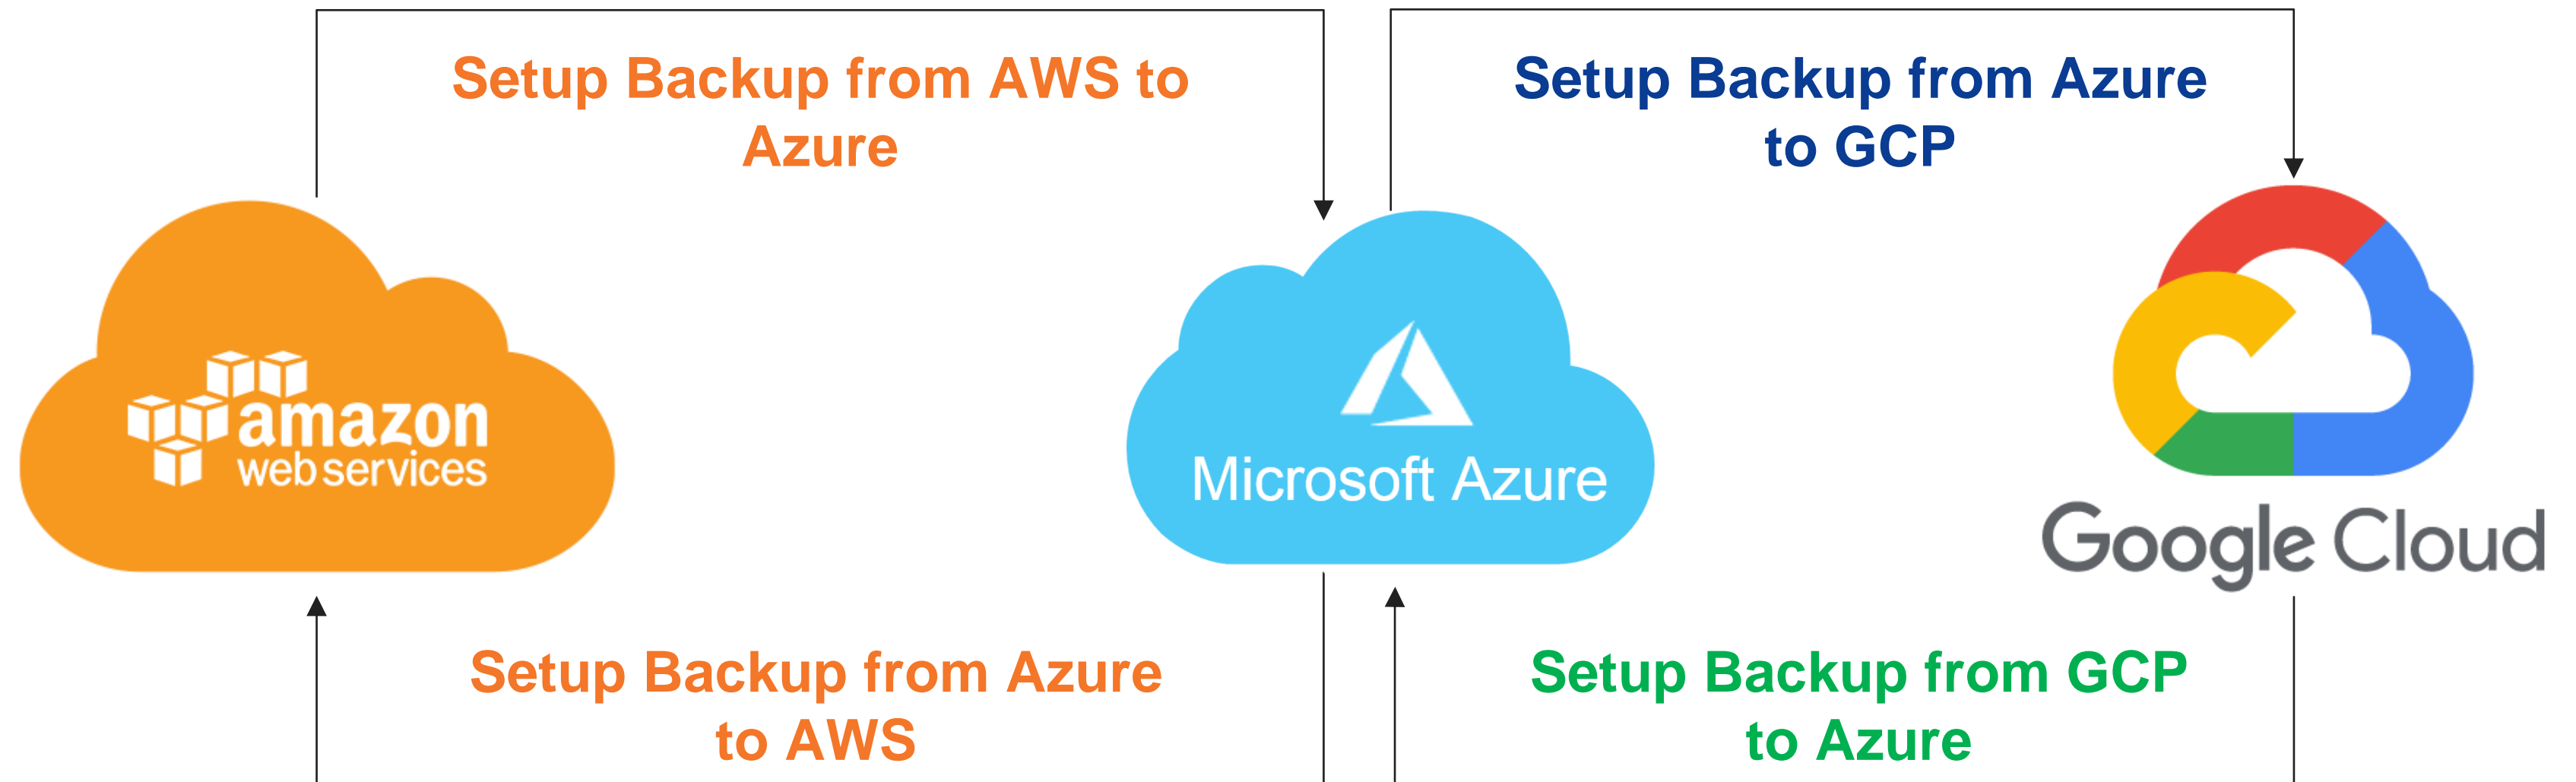 Setup Backup from AWS to
Azure
Setup Backup from Azure
to GCP
amazon
web services
Microsoft Azure
Google Cloud
Setup Backup from Azure
to AWS
Setup Backup from GCP
to Azure